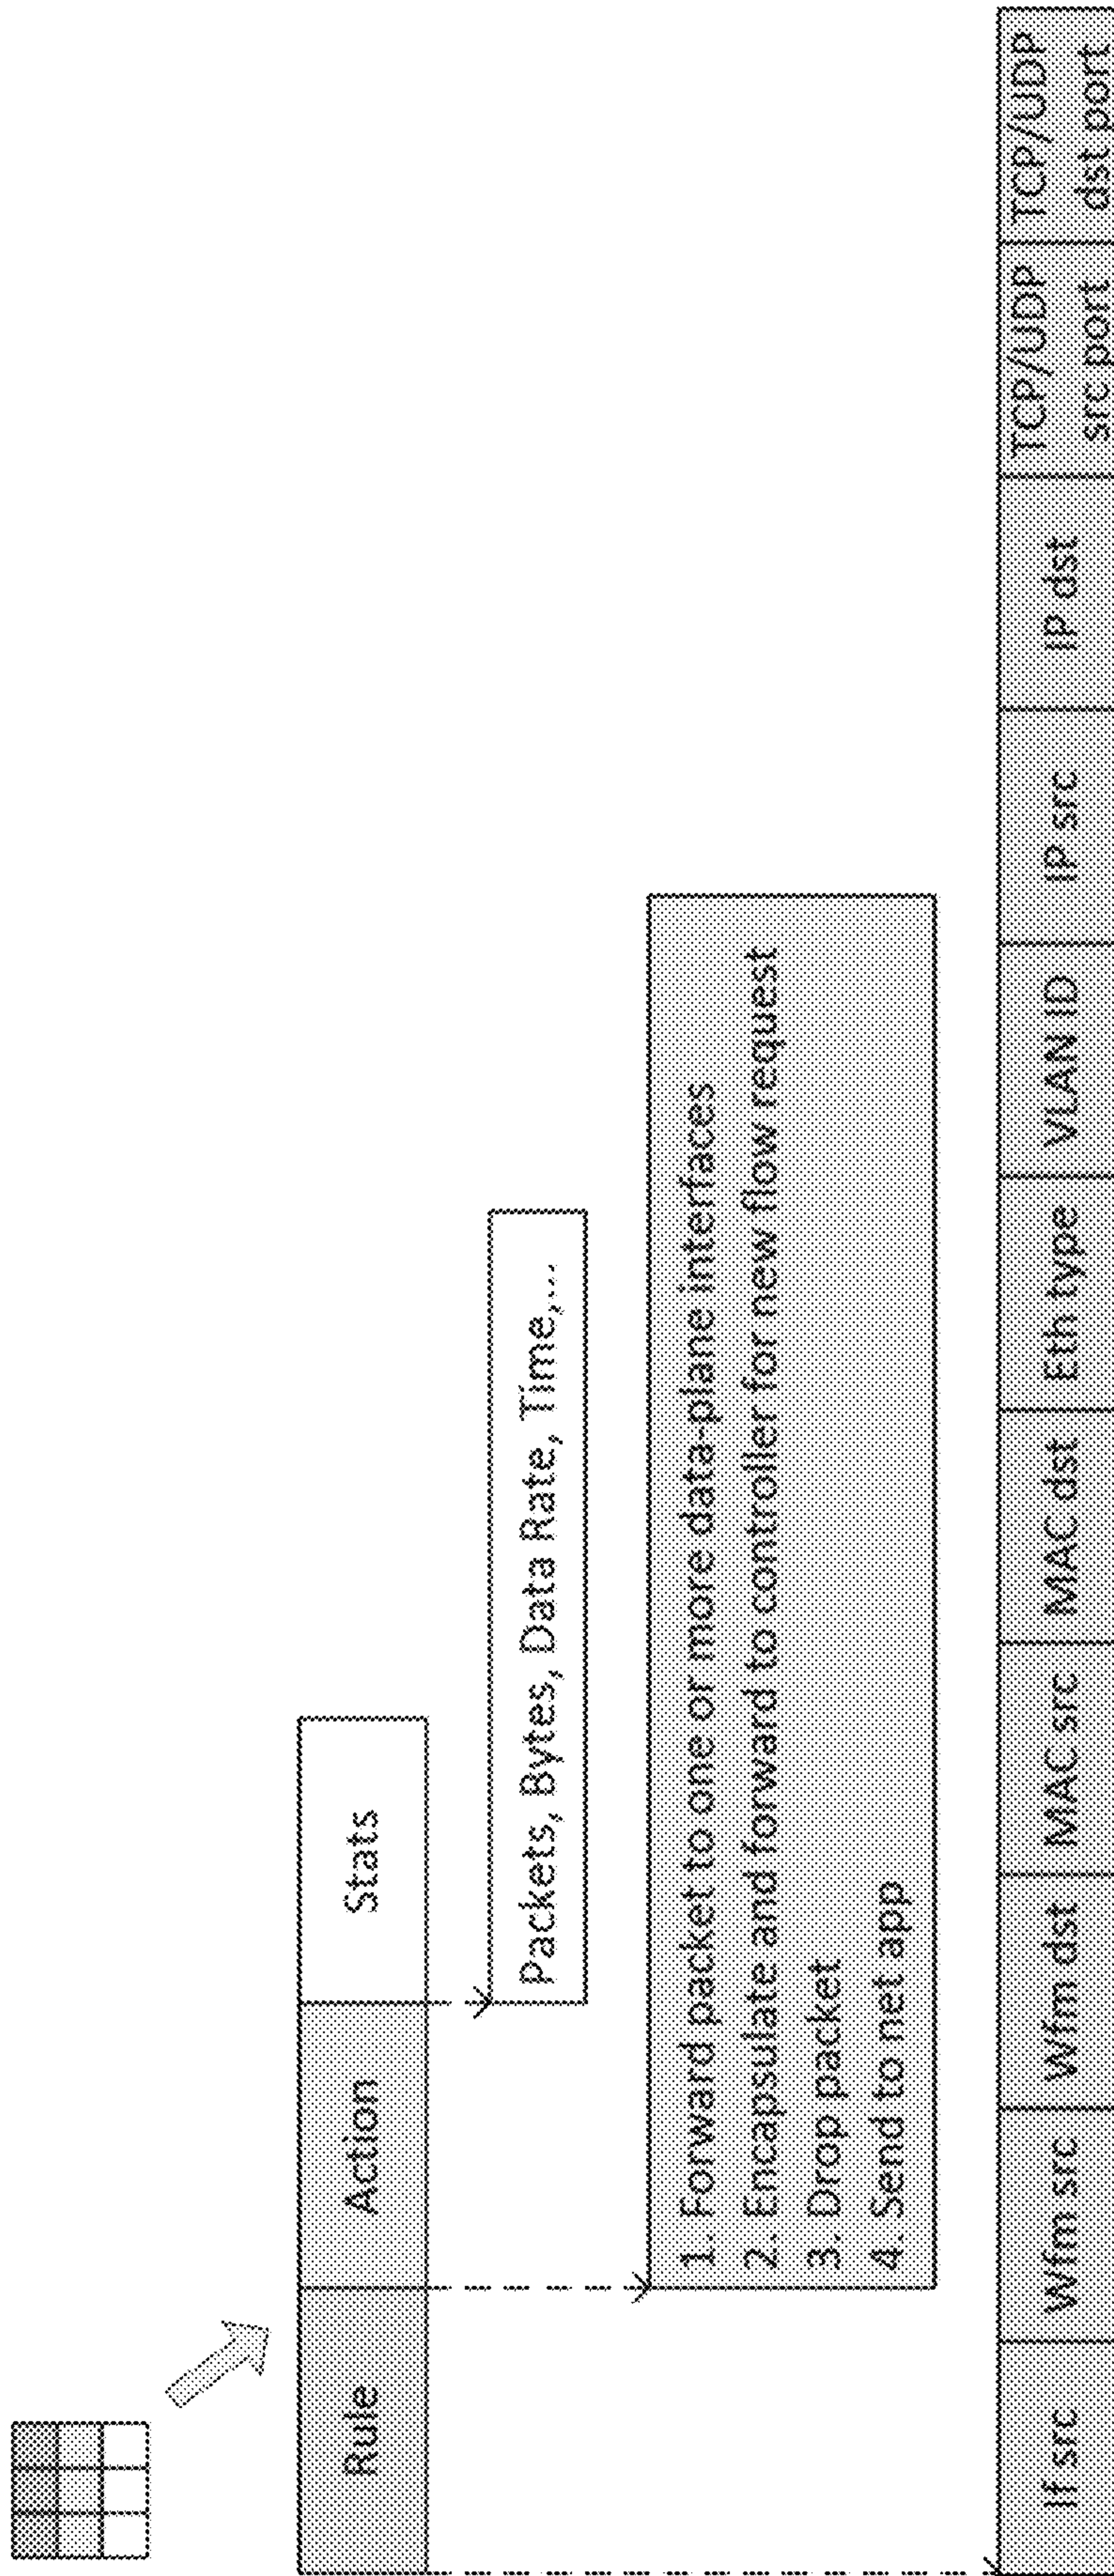 Rule
Action
Stats
Packets, Bytes, Data Rate, Time,...
1. Forward packet to one or more data-plane interfaces
2. Encapsulate and forward to controller for new flow request
3. Drop packet
4. Send to net app
If src
Wfm src
Wfm dst
MAC src
MAC dst
Eth type
VLAN ID
IP src
IP dst
TCP/UDP
src port
TCP/UDP
dst port